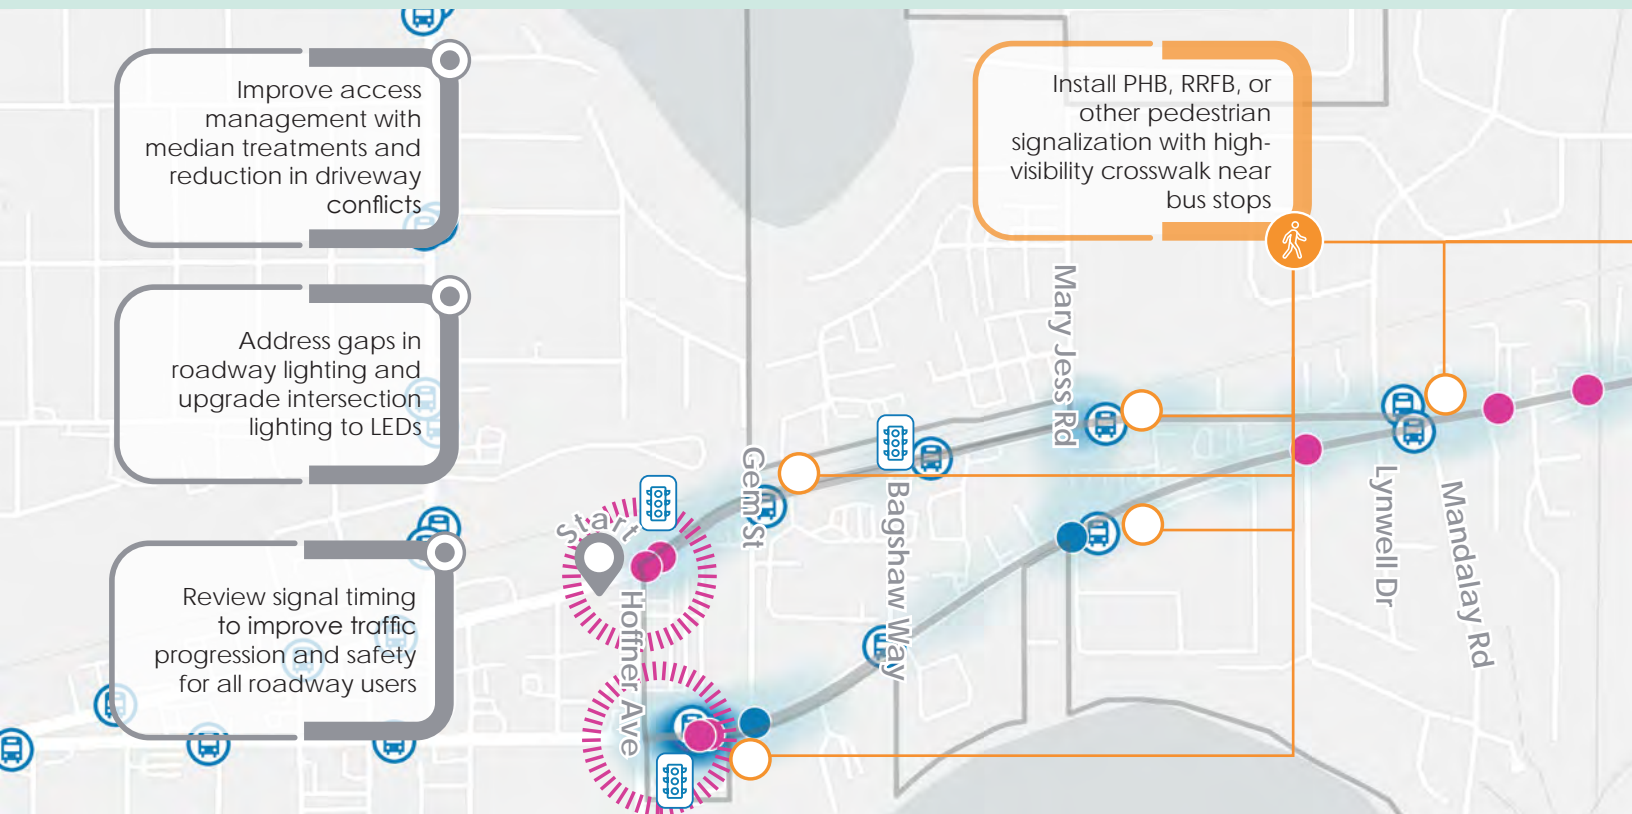 Improve access
management with
median treatments and
reduction in driveway
conflicts
Install PHB, RRFB, or
other pedestrian
signalization with high-
visibility crosswalk near
bus stops
Address gaps in
roadway lighting and
upgrade intersection
lighting to LEDs
Review signal timing
to improve traffic
progression and safety
for all roadway users
Start
Hoffner Ave
Gem St
Bagshaw Way
Mary Jess Rd
Lynwell Dr
Mandalay Rd